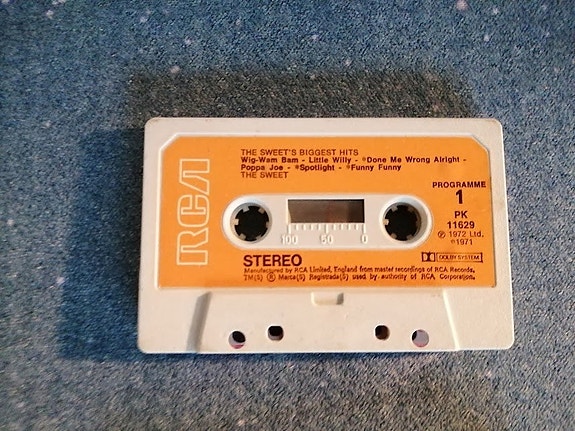 RCA
THE SWEET'S BIGGEST HITS
Wig-Wam Bam - Little Willy - *Done Me Wrong Alright -
Poppa Joe - *Spotlight - *Funny Funny
THE SWEET
PROGRAMME
1
PK
11629
Ⓟ 1972 Ltd.
*1971
100 50 0
STEREO
DOLBY SYSTEM
Manufactured by RCA Limited, England from master recordings of RCA Records.
TM(S) ® Marca(S) Registrada(S) used by authority of RCA Corporation.